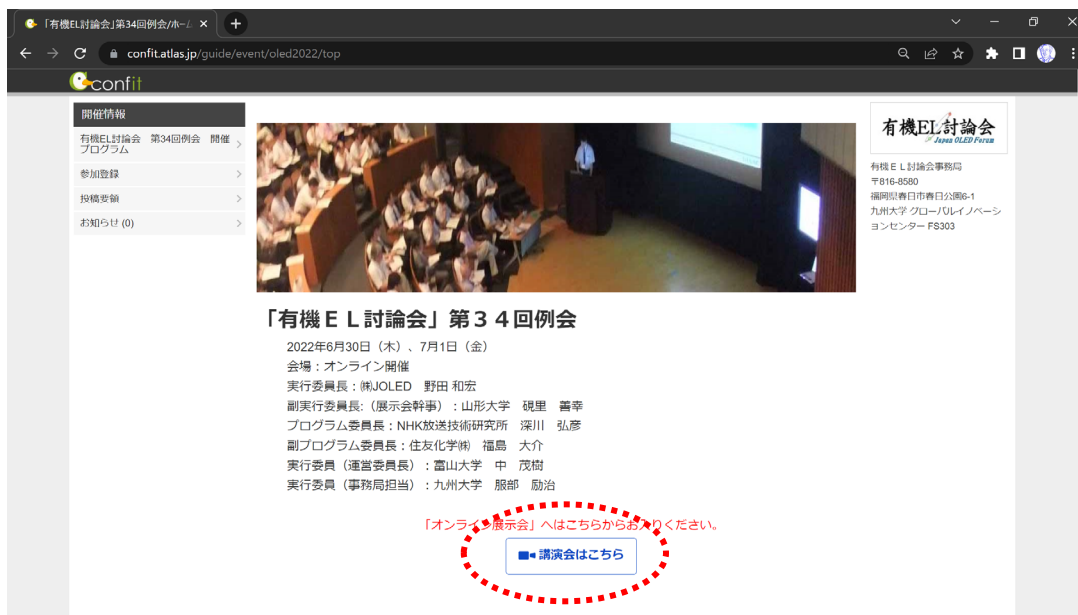 「有機EL討論会」第34回例会/ホーム
confit.atlas.jp/guide/event/oled2022/top
confit
開催情報
有機EL討論会 第34回例会 開催
プログラム
参加登録
投稿要領
お知らせ (0)
有機EL討論会
Japan OLED Forum
有機ＥＬ討論会事務局
〒816-8580
福岡県春日市春日公園6-1
九州大学 グローバルイノベーシ
ョンセンター FS303
「有機ＥＬ討論会」第３４回例会
2022年6月30日（木）、7月1日（金）
会場：オンライン開催
実行委員長：㈱JOLED 野田 和宏
副実行委員長:（展示会幹事）：山形大学 硯里 善幸
プログラム委員長：NHK放送技術研究所 深川 弘彦
副プログラム委員長：住友化学㈱ 福島 大介
実行委員（運営委員長）：富山大学 中 茂樹
実行委員（事務局担当）：九州大学 服部 励治
「オンライン展示会」へはこちらからお入りください。
講演会はこちら